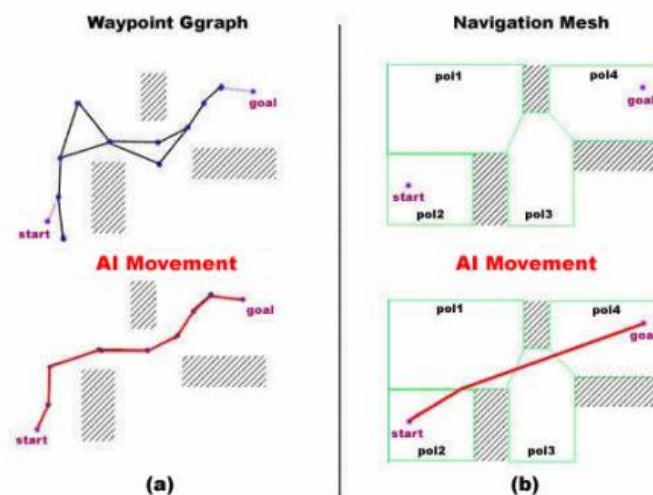 Waypoint Ggraph
goal
start
AI Movement
goal
start
(a)
Navigation Mesh
pol1
pol4
goal
start
pol2
pol3
AI Movement
pol1
pol4
goa
start
pol2
pol3
(b)